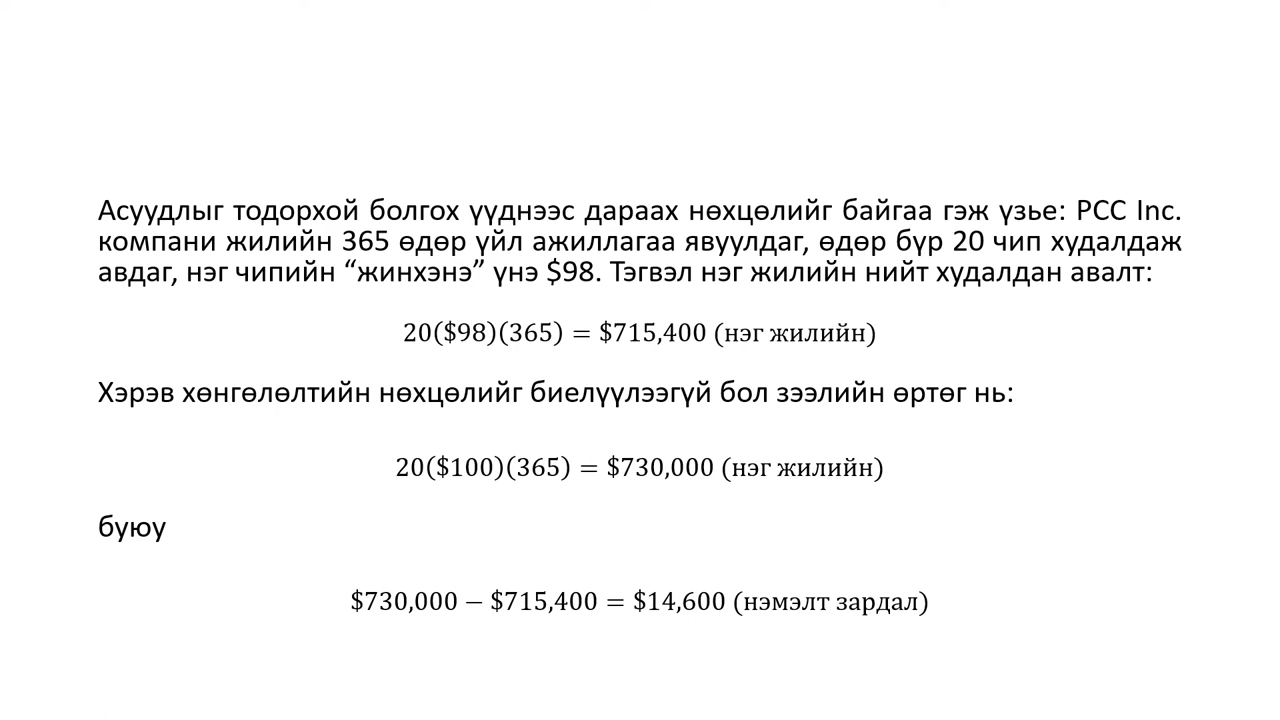 Асуудлыг тодорхой болгох үүднээс дараах нөхцөлийг байгаа гэж үзье: PCC Inc.
компани жилийн 365 өдөр үйл ажиллагаа явуулдаг, өдөр бүр 20 чип худалдаж
авдаг, нэг чипийн “жинхэнэ” үнэ $98. Тэгвэл нэг жилийн нийт худалдан авалт:
20($98)(365) = $715,400 (нэг жилийн)
Хэрэв хөнгөлөлтийн нөхцөлийг биелүүлээгүй бол зээлийн өртөг нь:
20($100)(365) = $730,000 (нэг жилийн)
буюу
$730,000 − $715,400 = $14,600 (нэмэлт зардал)